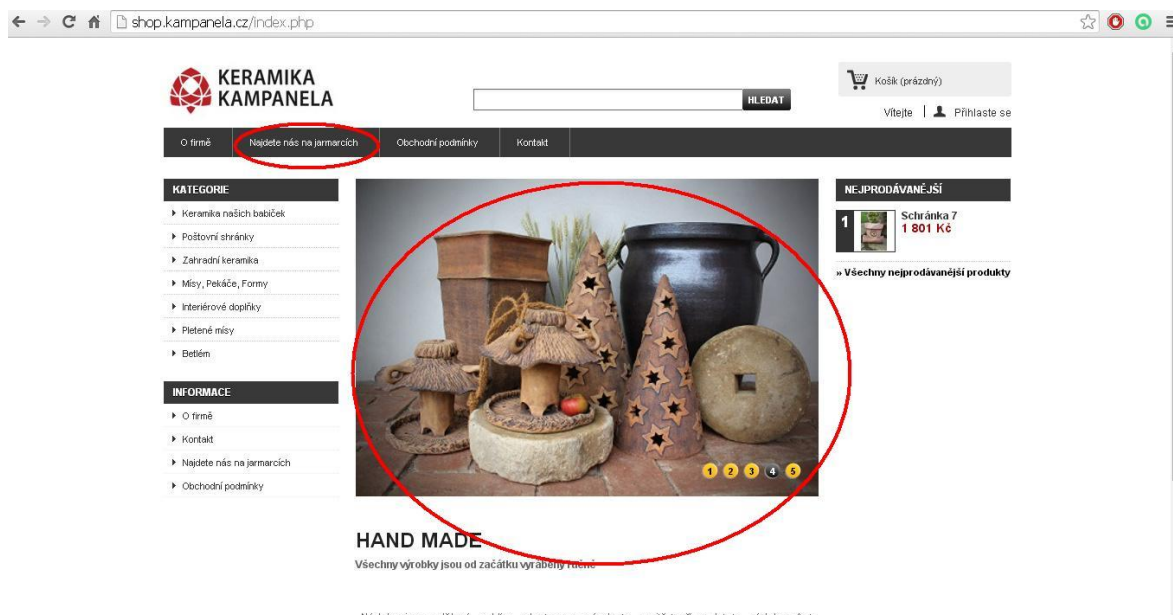 shop.kampanela.cz/index.php
KERAMIKA
KAMPANELA
HLEDAT
Košík (prázdný)
Vítejte
Přihlaste se
O firmě
Najdete nás na jarmarcích
Obchodní podmínky
Kontakt
KATEGORIE
Keramika našich babiček
Poštovní shránky
Zahradní keramika
Mísy, Pekáče, Formy
Interiérové doplňky
Pletené mísy
Betlém
INFORMACE
O firmě
Kontakt
Najdete nás na jarmarcích
Obchodní podmínky
1 2 3 4 5
HAND MADE
Všechny výrobky jsou od začátku vyráběny ručně
NEJPRODÁVANĚJŠÍ
1
Schránka 7
1 801 Kč
» Všechny nejprodávanější produkty